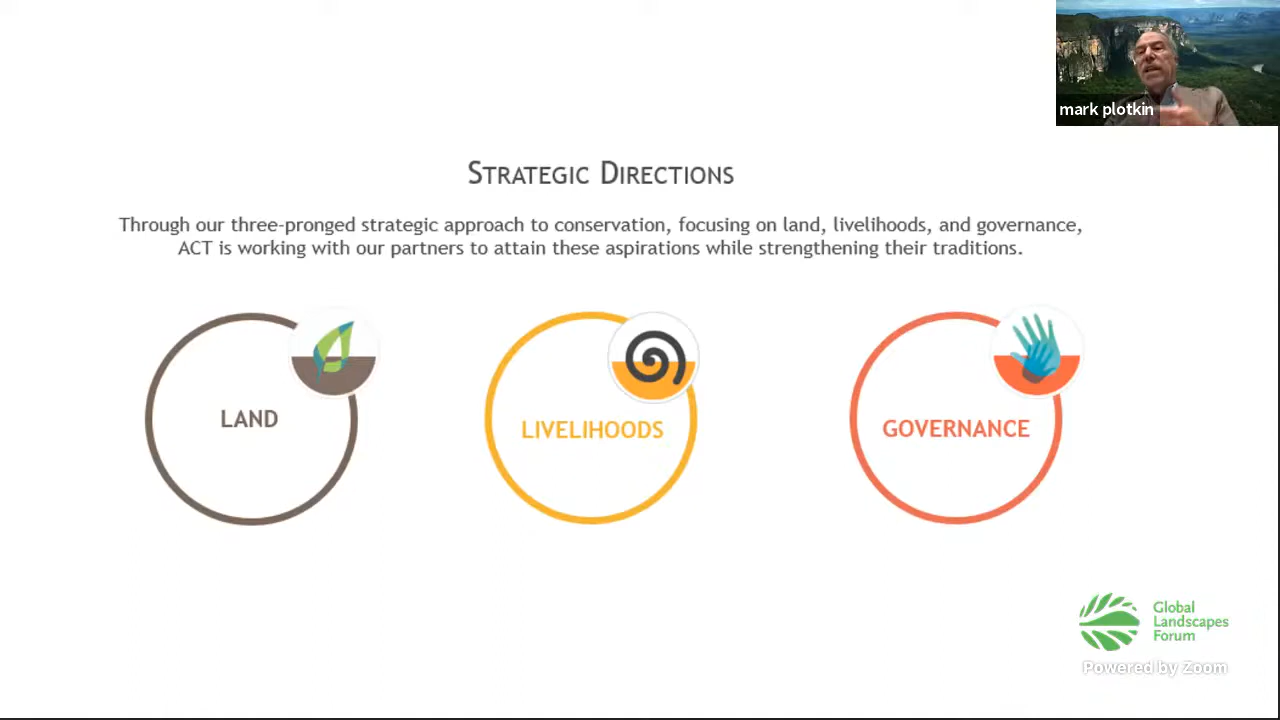 mark plotkin
STRATEGIC DIRECTIONS
Through our three-pronged strategic approach to conservation, focusing on land, livelihoods, and governance,
ACT is working with our partners to attain these aspirations while strengthening their traditions.
LAND
LIVELIHOODS
GOVERNANCE
Global
Landscapes
Forum
Powered by Zoom